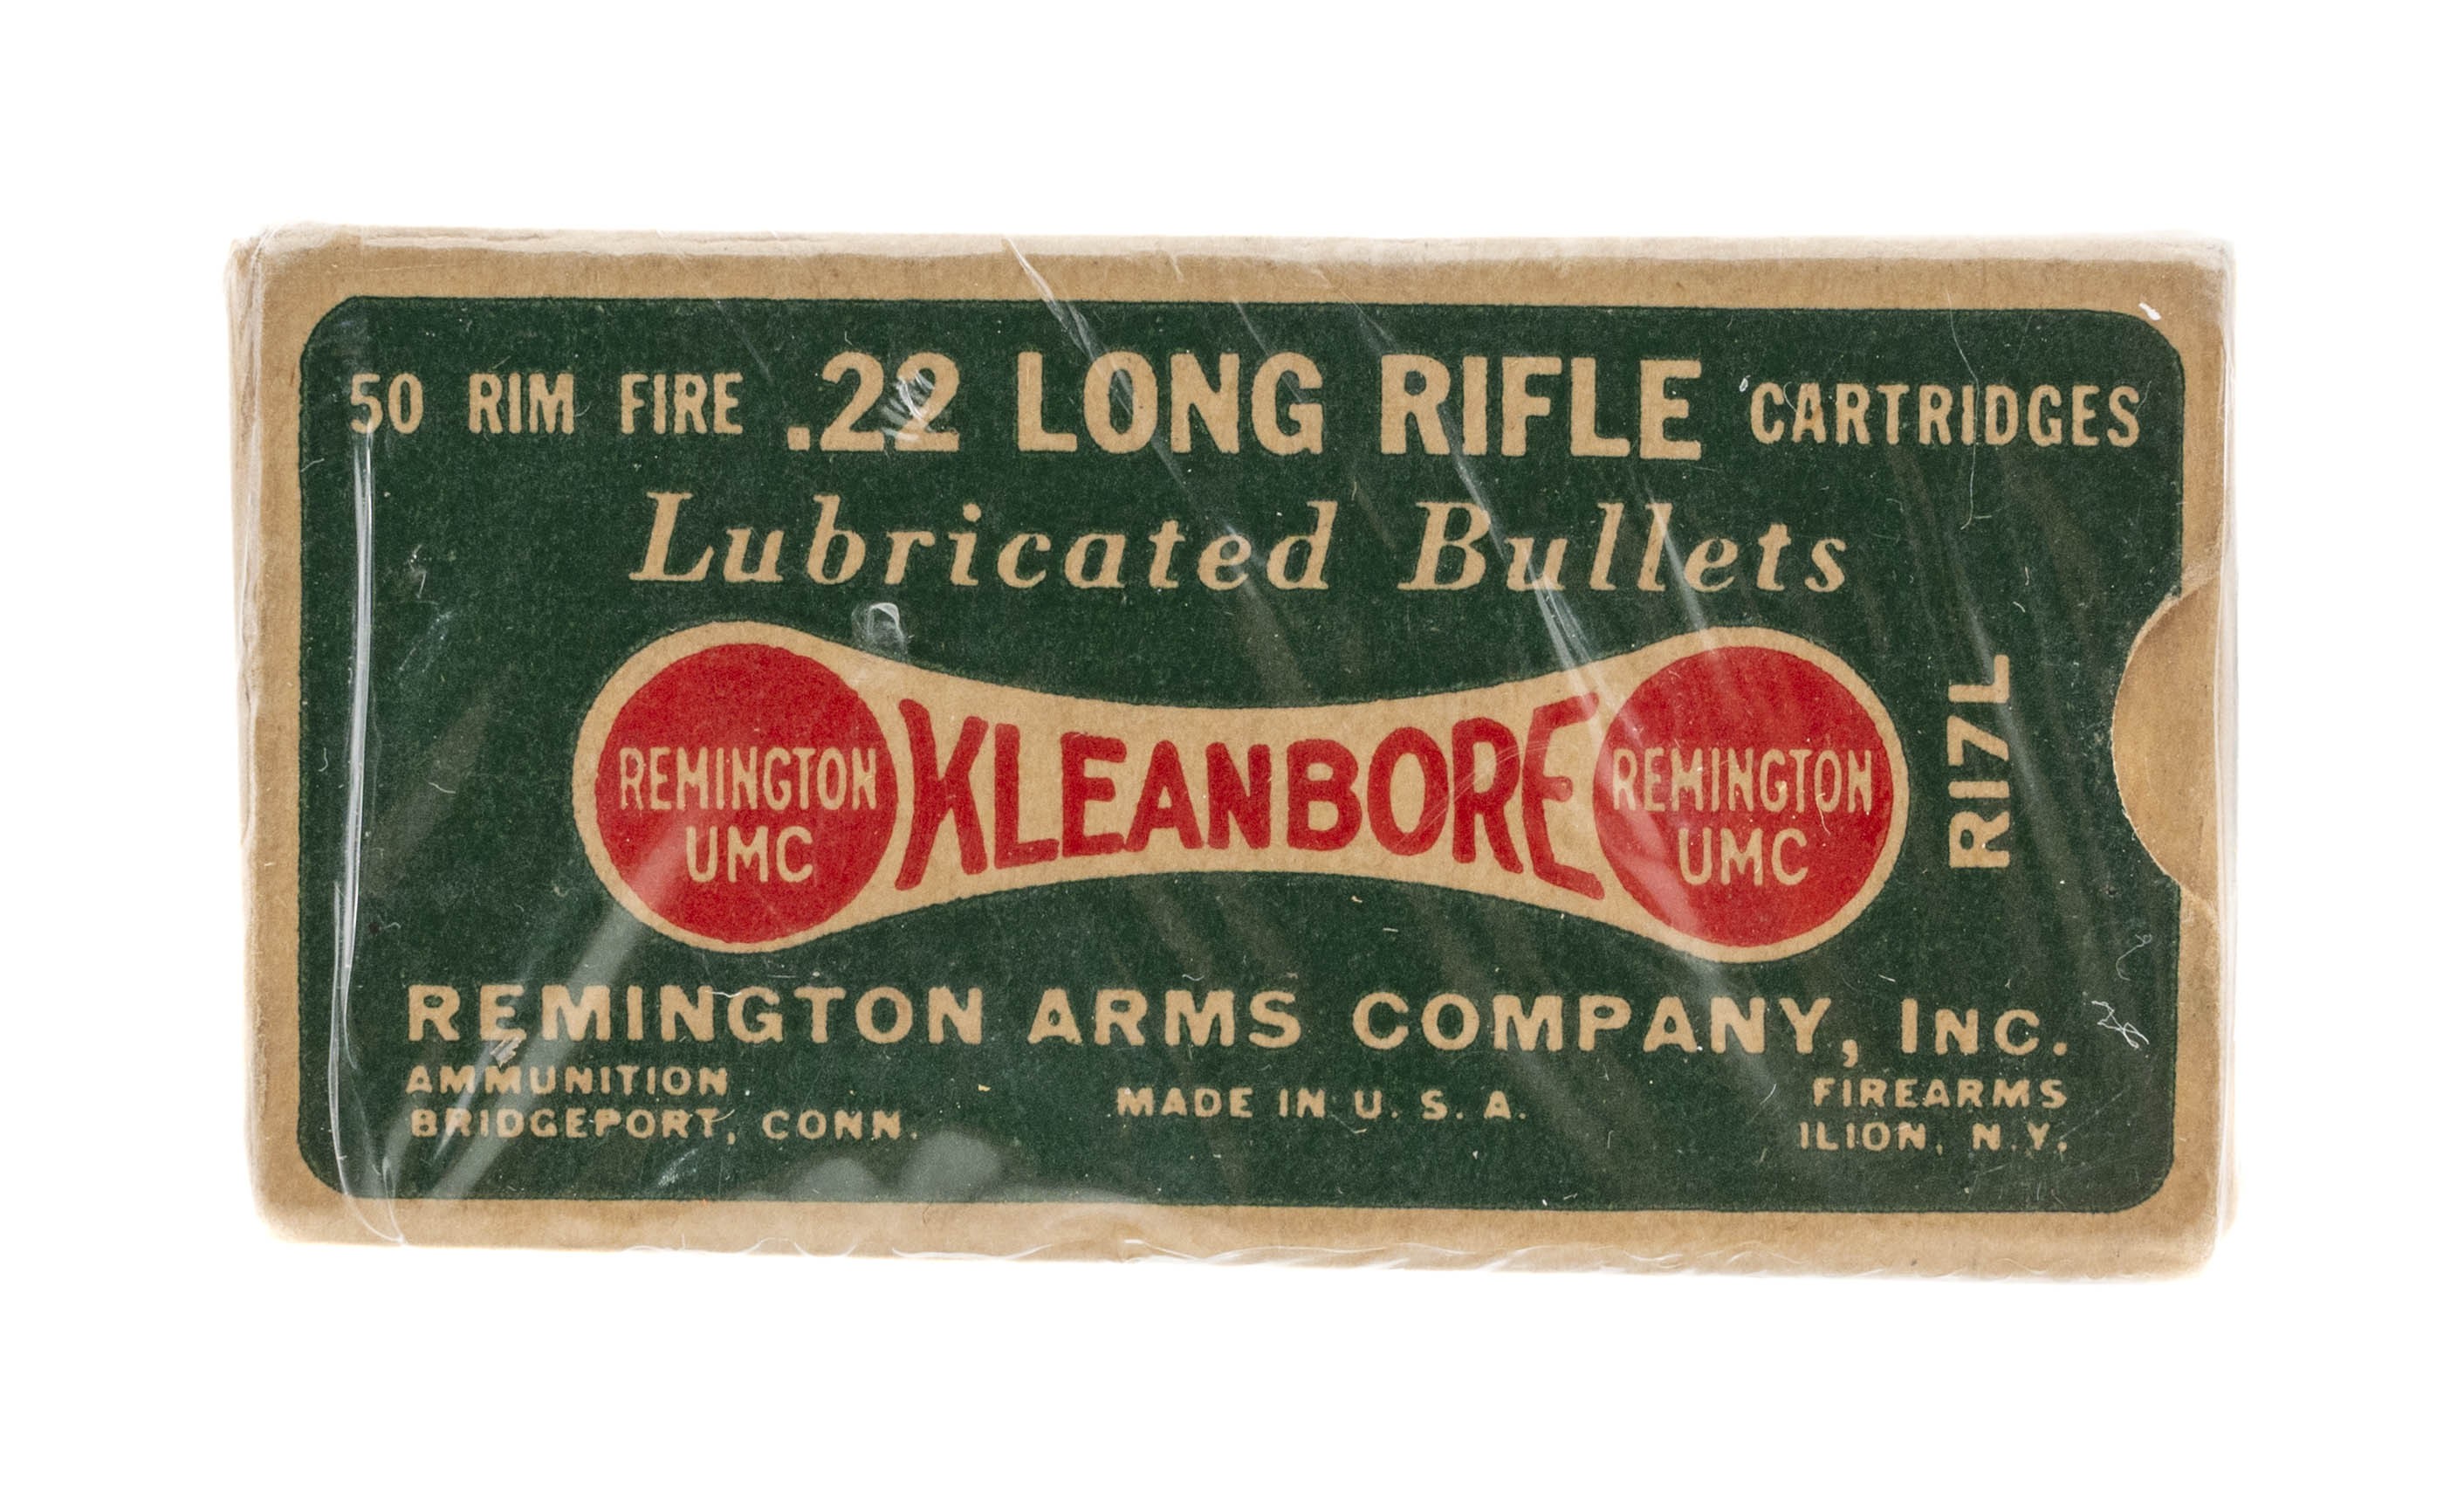 50 RIM FIRE .22 LONG RIFLE CARTRIDGES
Lubricated Bullets
REMINGTON
UMC
KLEANBORE
REMINGTON
UMC
R17L
REMINGTON ARMS COMPANY, INC.
AMMUNITION
BRIDGEPORT, CONN.
MADE IN U. S. A.
FIREARMS
ILION, N.Y.